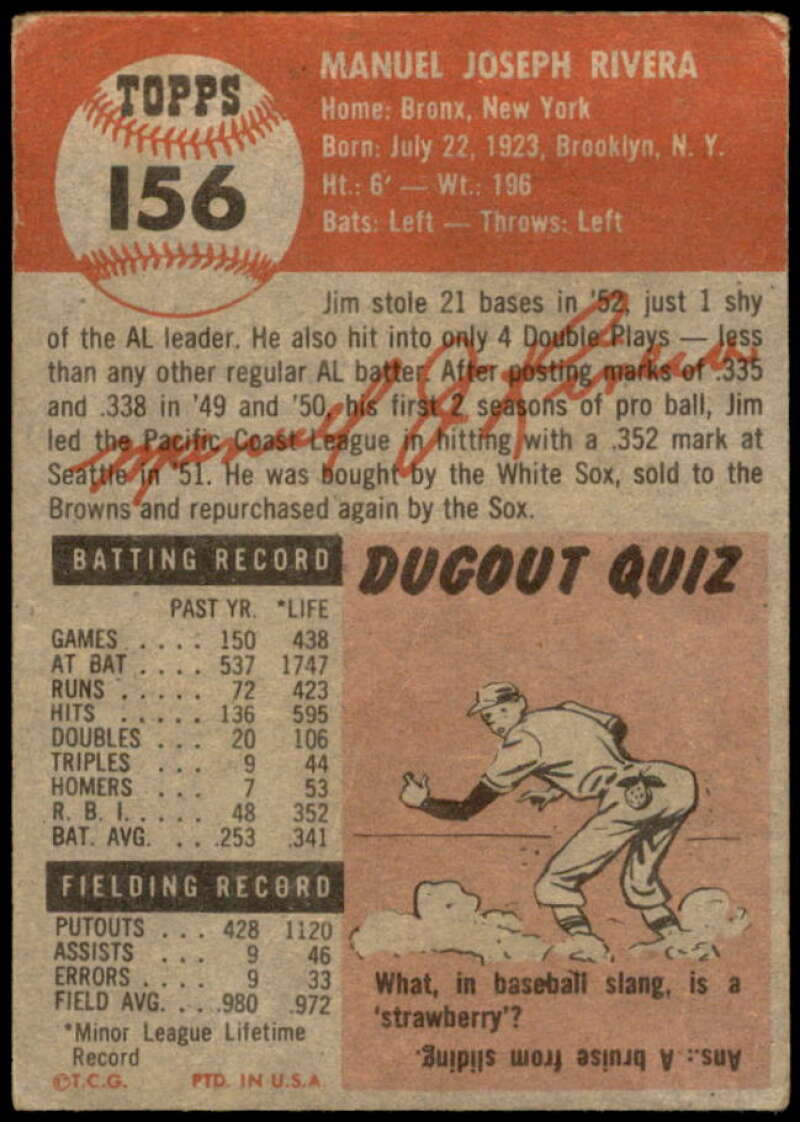 TOPPS
156
MANUEL JOSEPH RIVERA
Home: Bronx, New York
Born: July 22, 1923, Brooklyn, N. Y.
Ht.: 6' — Wt.: 196
Bats: Left — Throws: Left
Jim stole 21 bases in '52, just 1 shy
of the AL leader. He also hit into only 4 Double Plays — less
than any other regular AL batter. After posting marks of .335
and .338 in '49 and '50, his first 2 seasons of pro ball, Jim
led the Pacific Coast League in hitting with a .352 mark at
Seattle in '51. He was bought by the White Sox, sold to the
Browns and repurchased again by the Sox.
Manuel J Rivera
BATTING RECORD
PAST YR. *LIFE
GAMES .... 150 438
AT BAT .... 537 1747
RUNS ..... 72 423
HITS ..... 136 595
DOUBLES ... 20 106
TRIPLES ... 9 44
HOMERS ... 7 53
R. B. I. .... 48 352
BAT. AVG. .. .253 .341
FIELDING RECORD
PUTOUTS ... 428 1120
ASSISTS ... 9 46
ERRORS .... 9 33
FIELD AVG. .. .980 .972
*Minor League Lifetime
Record
©T.C.G. PTD. IN U.S.A.
DUGOUT QUIZ
What, in baseball slang, is a
'strawberry'?
Ans.: A bruise from sliding.